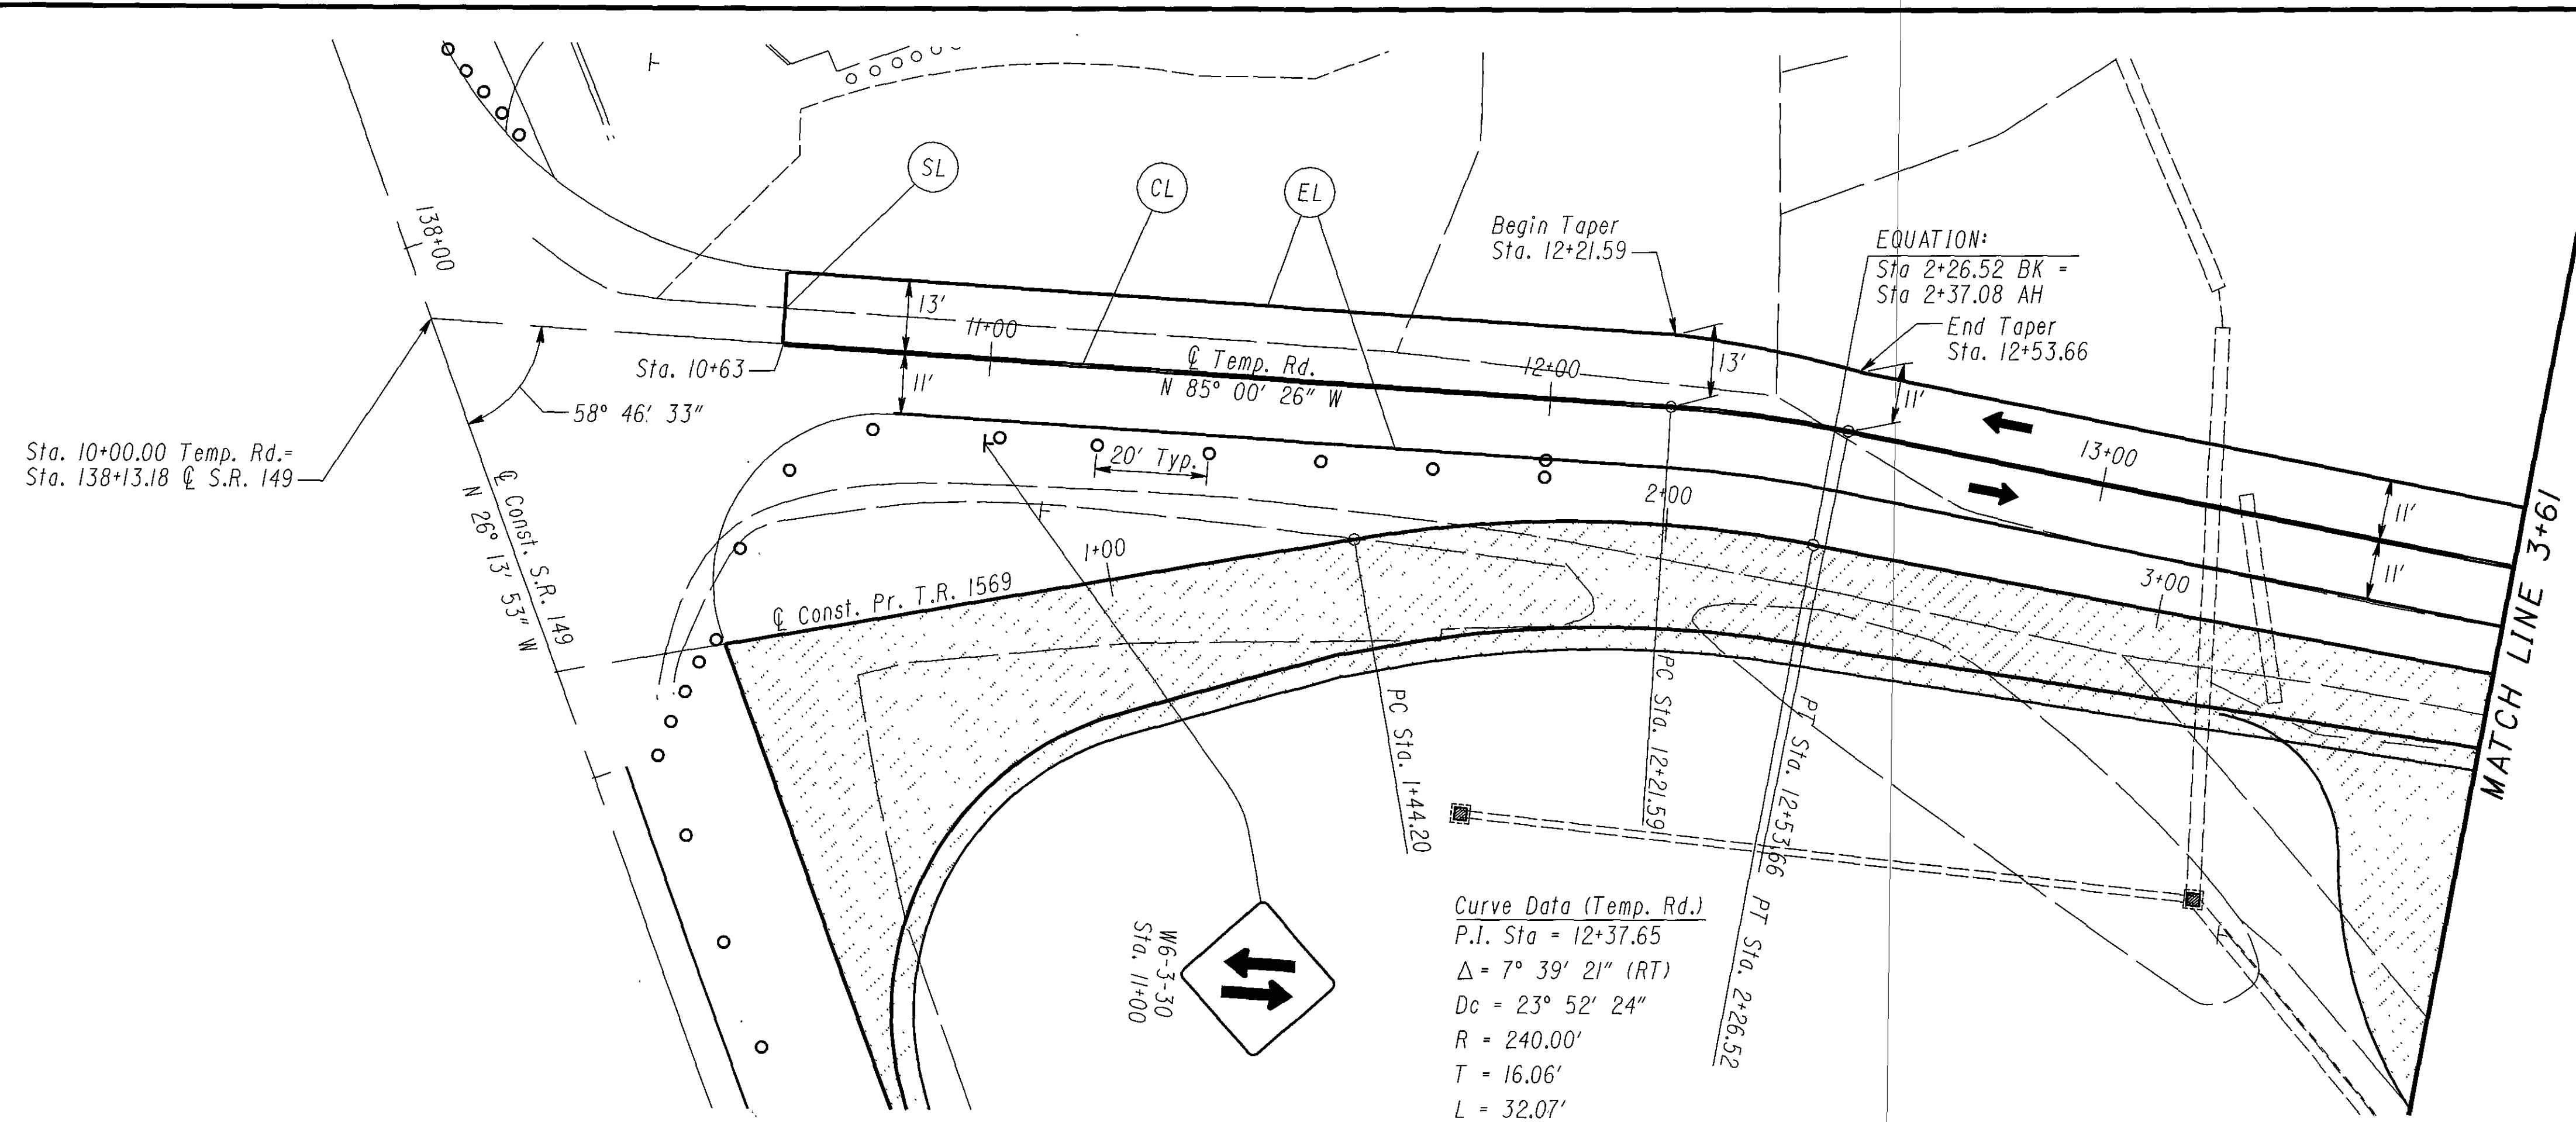 SL
CL
EL
138+00
Begin Taper
Sta. 12+21.59
EQUATION:
Sta 2+26.52 BK =
Sta 2+37.08 AH
End Taper
Sta. 12+53.66
13'
11+00
13'
℄ Temp. Rd.
N 85° 00' 26" W
12+00
11'
Sta. 10+63
11'
58° 46' 33"
Sta. 10+00.00 Temp. Rd.=
Sta. 138+13.18 ℄ S.R. 149
20' Typ.
13+00
2+00
11'
11'
℄ Const. S.R. 149
N 26° 13' 53" W
1+00
℄ Const. Pr. T.R. 1569
3+00
MATCH LINE 3+61
PC Sta. 1+44.20
PC Sta. 12+21.59
PT Sta. 12+53.66
PT Sta. 2+26.52
W6-3-30
Sta. 11+00
Curve Data (Temp. Rd.)
P.I. Sta = 12+37.65
Δ = 7° 39' 21" (RT)
Dc = 23° 52' 24"
R = 240.00'
T = 16.06'
L = 32.07'